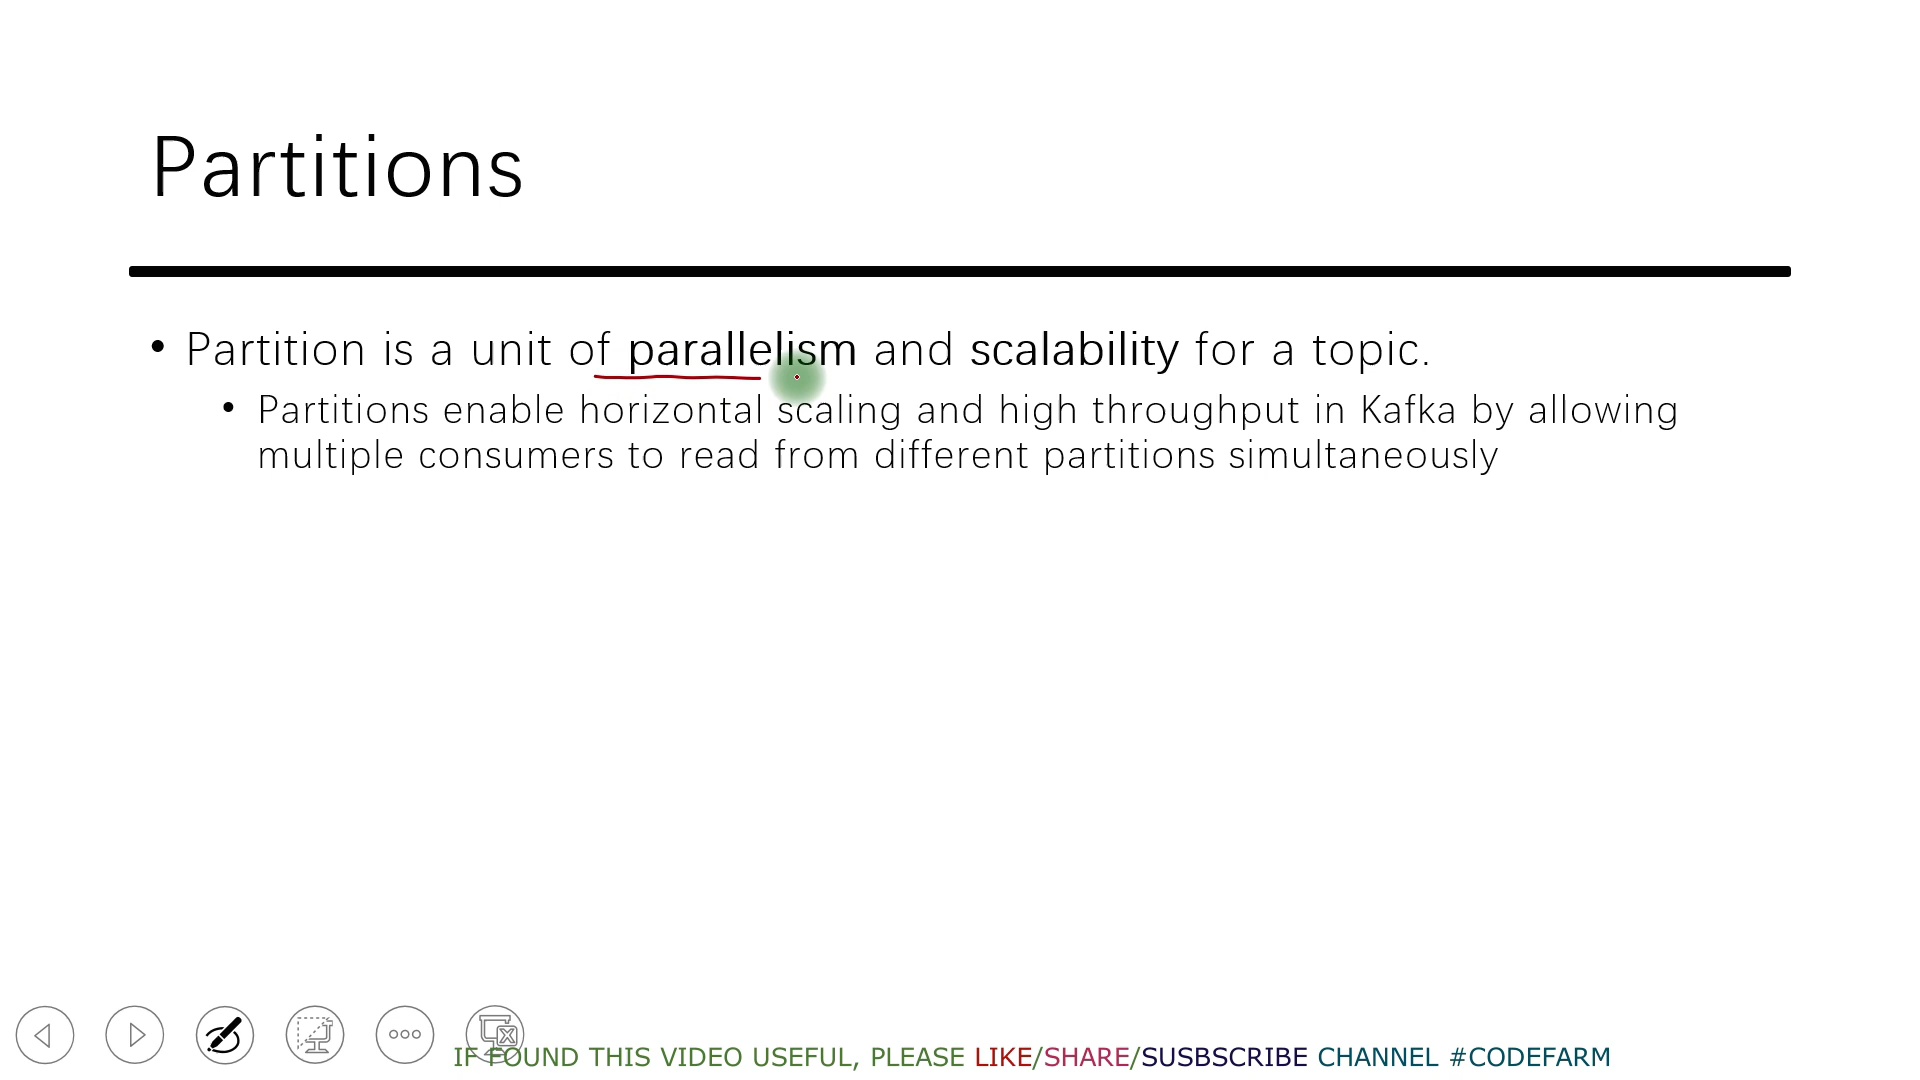 Partitions
• Partition is a unit of parallelism and scalability for a topic.
• Partitions enable horizontal scaling and high throughput in Kafka by allowing
multiple consumers to read from different partitions simultaneously
IF FOUND THIS VIDEO USEFUL, PLEASE LIKE/SHARE/SUSBSCRIBE CHANNEL #CODEFARM